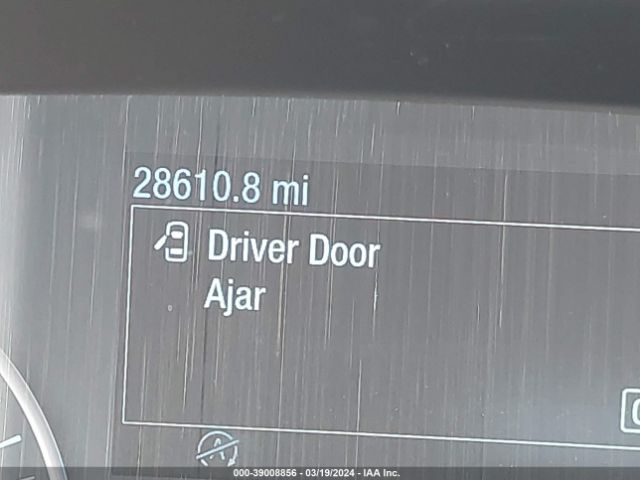 28610.8 mi
Driver Door
Ajar
A
000-39008856 - 03/19/2024 - IAA Inc.